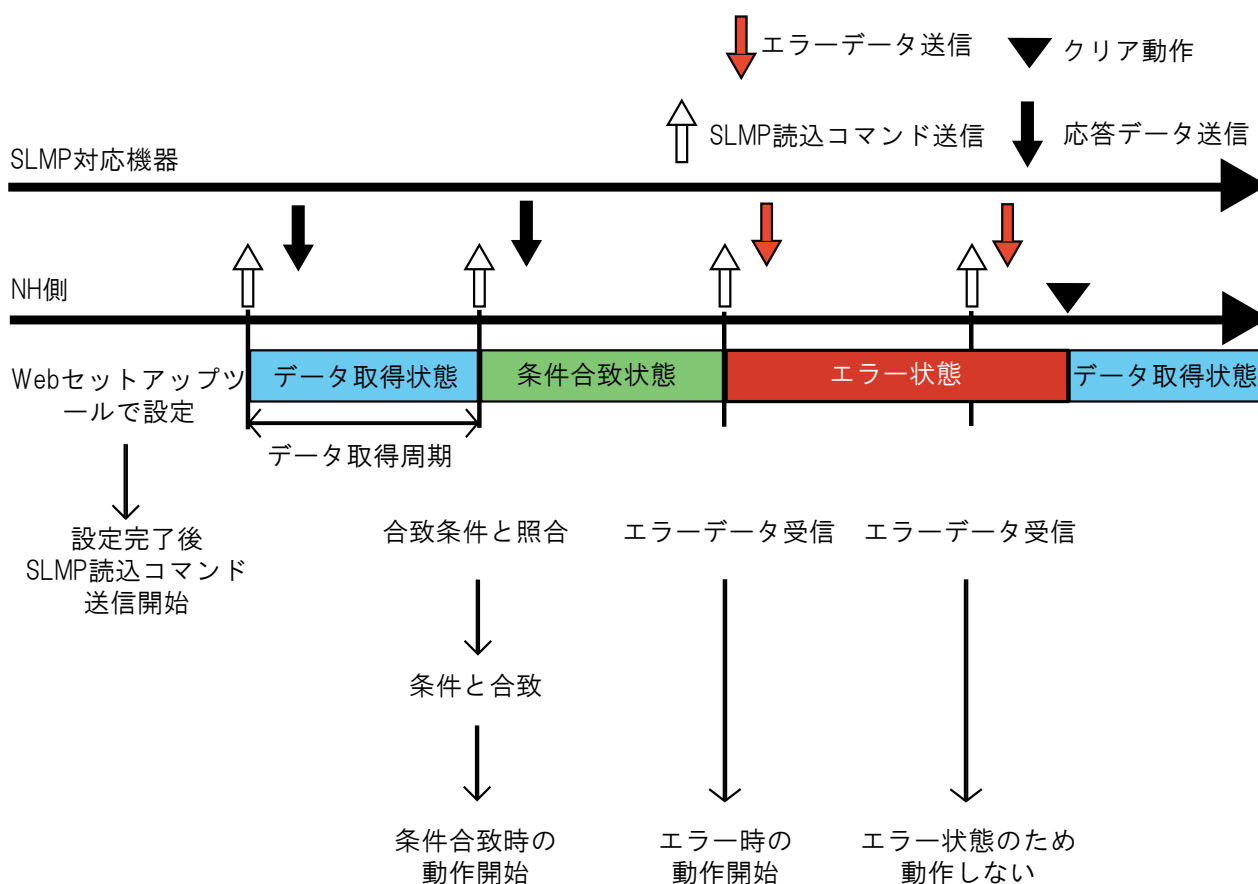 エラーデータ送信
クリア動作
SLMP読込コマンド送信
応答データ送信
SLMP対応機器
NH側
Webセットアップツ
ールで設定
データ取得状態
条件合致状態
エラー状態
データ取得状態
データ取得周期
設定完了後
SLMP読込コマンド
送信開始
合致条件と照合
エラーデータ受信
エラーデータ受信
条件と合致
条件合致時の
動作開始
エラー時の
動作開始
エラー状態のため
動作しない